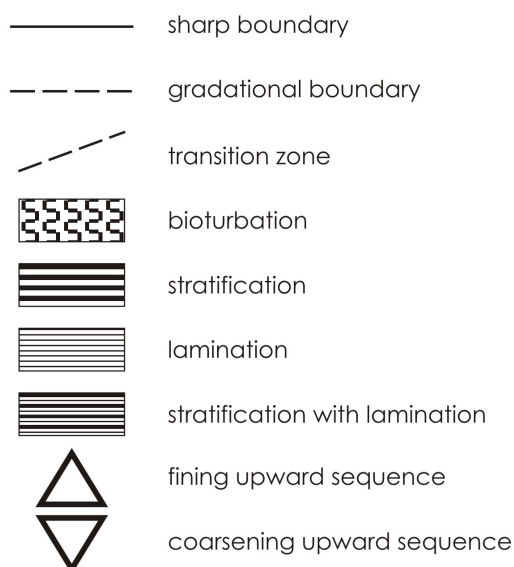 sharp boundary
gradational boundary
transition zone
bioturbation
stratification
lamination
stratification with lamination
fining upward sequence
coarsening upward sequence